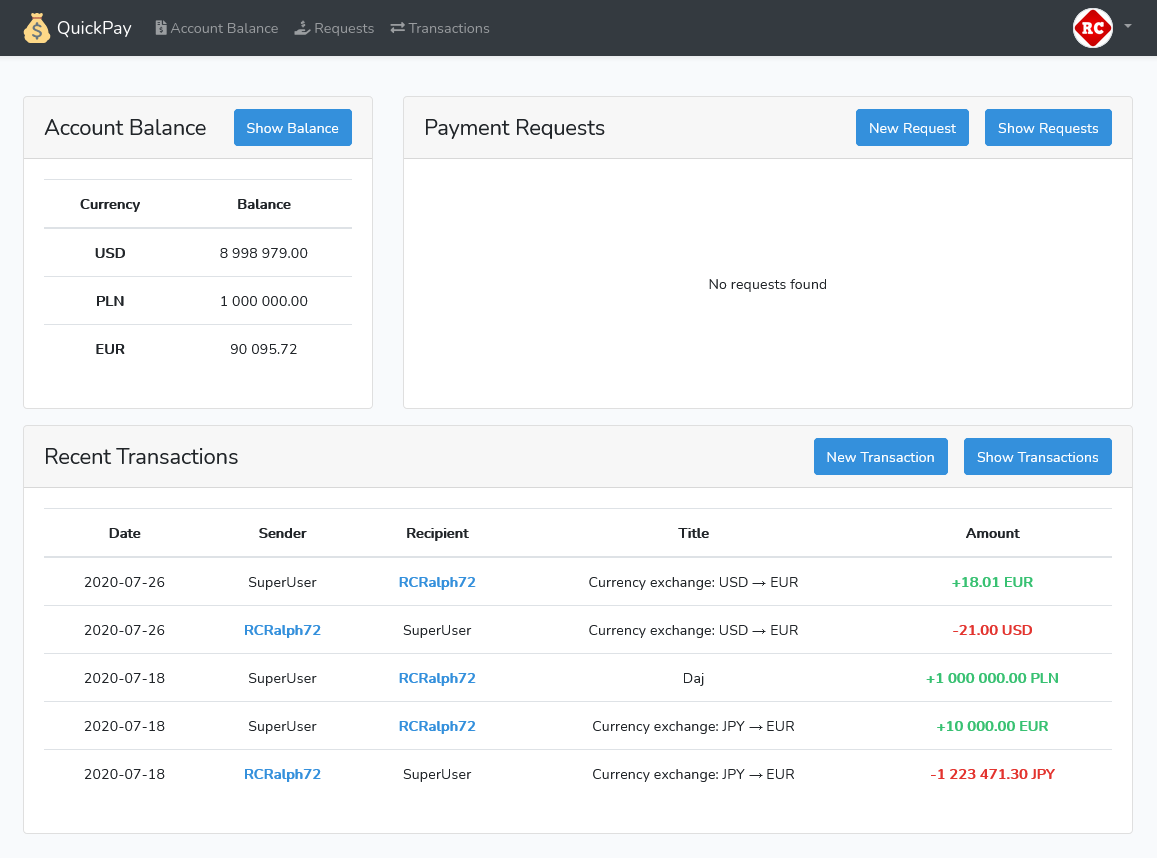 $ QuickPay Account Balance Requests Transactions RC
Account Balance Show Balance
Currency Balance
USD 8 998 979.00
PLN 1 000 000.00
EUR 90 095.72
Payment Requests New Request Show Requests
No requests found
Recent Transactions New Transaction Show Transactions
Date Sender Recipient Title Amount
2020-07-26 SuperUser RCRalph72 Currency exchange: USD → EUR +18.01 EUR
2020-07-26 RCRalph72 SuperUser Currency exchange: USD → EUR -21.00 USD
2020-07-18 SuperUser RCRalph72 Daj +1 000 000.00 PLN
2020-07-18 SuperUser RCRalph72 Currency exchange: JPY → EUR +10 000.00 EUR
2020-07-18 RCRalph72 SuperUser Currency exchange: JPY → EUR -1 223 471.30 JPY